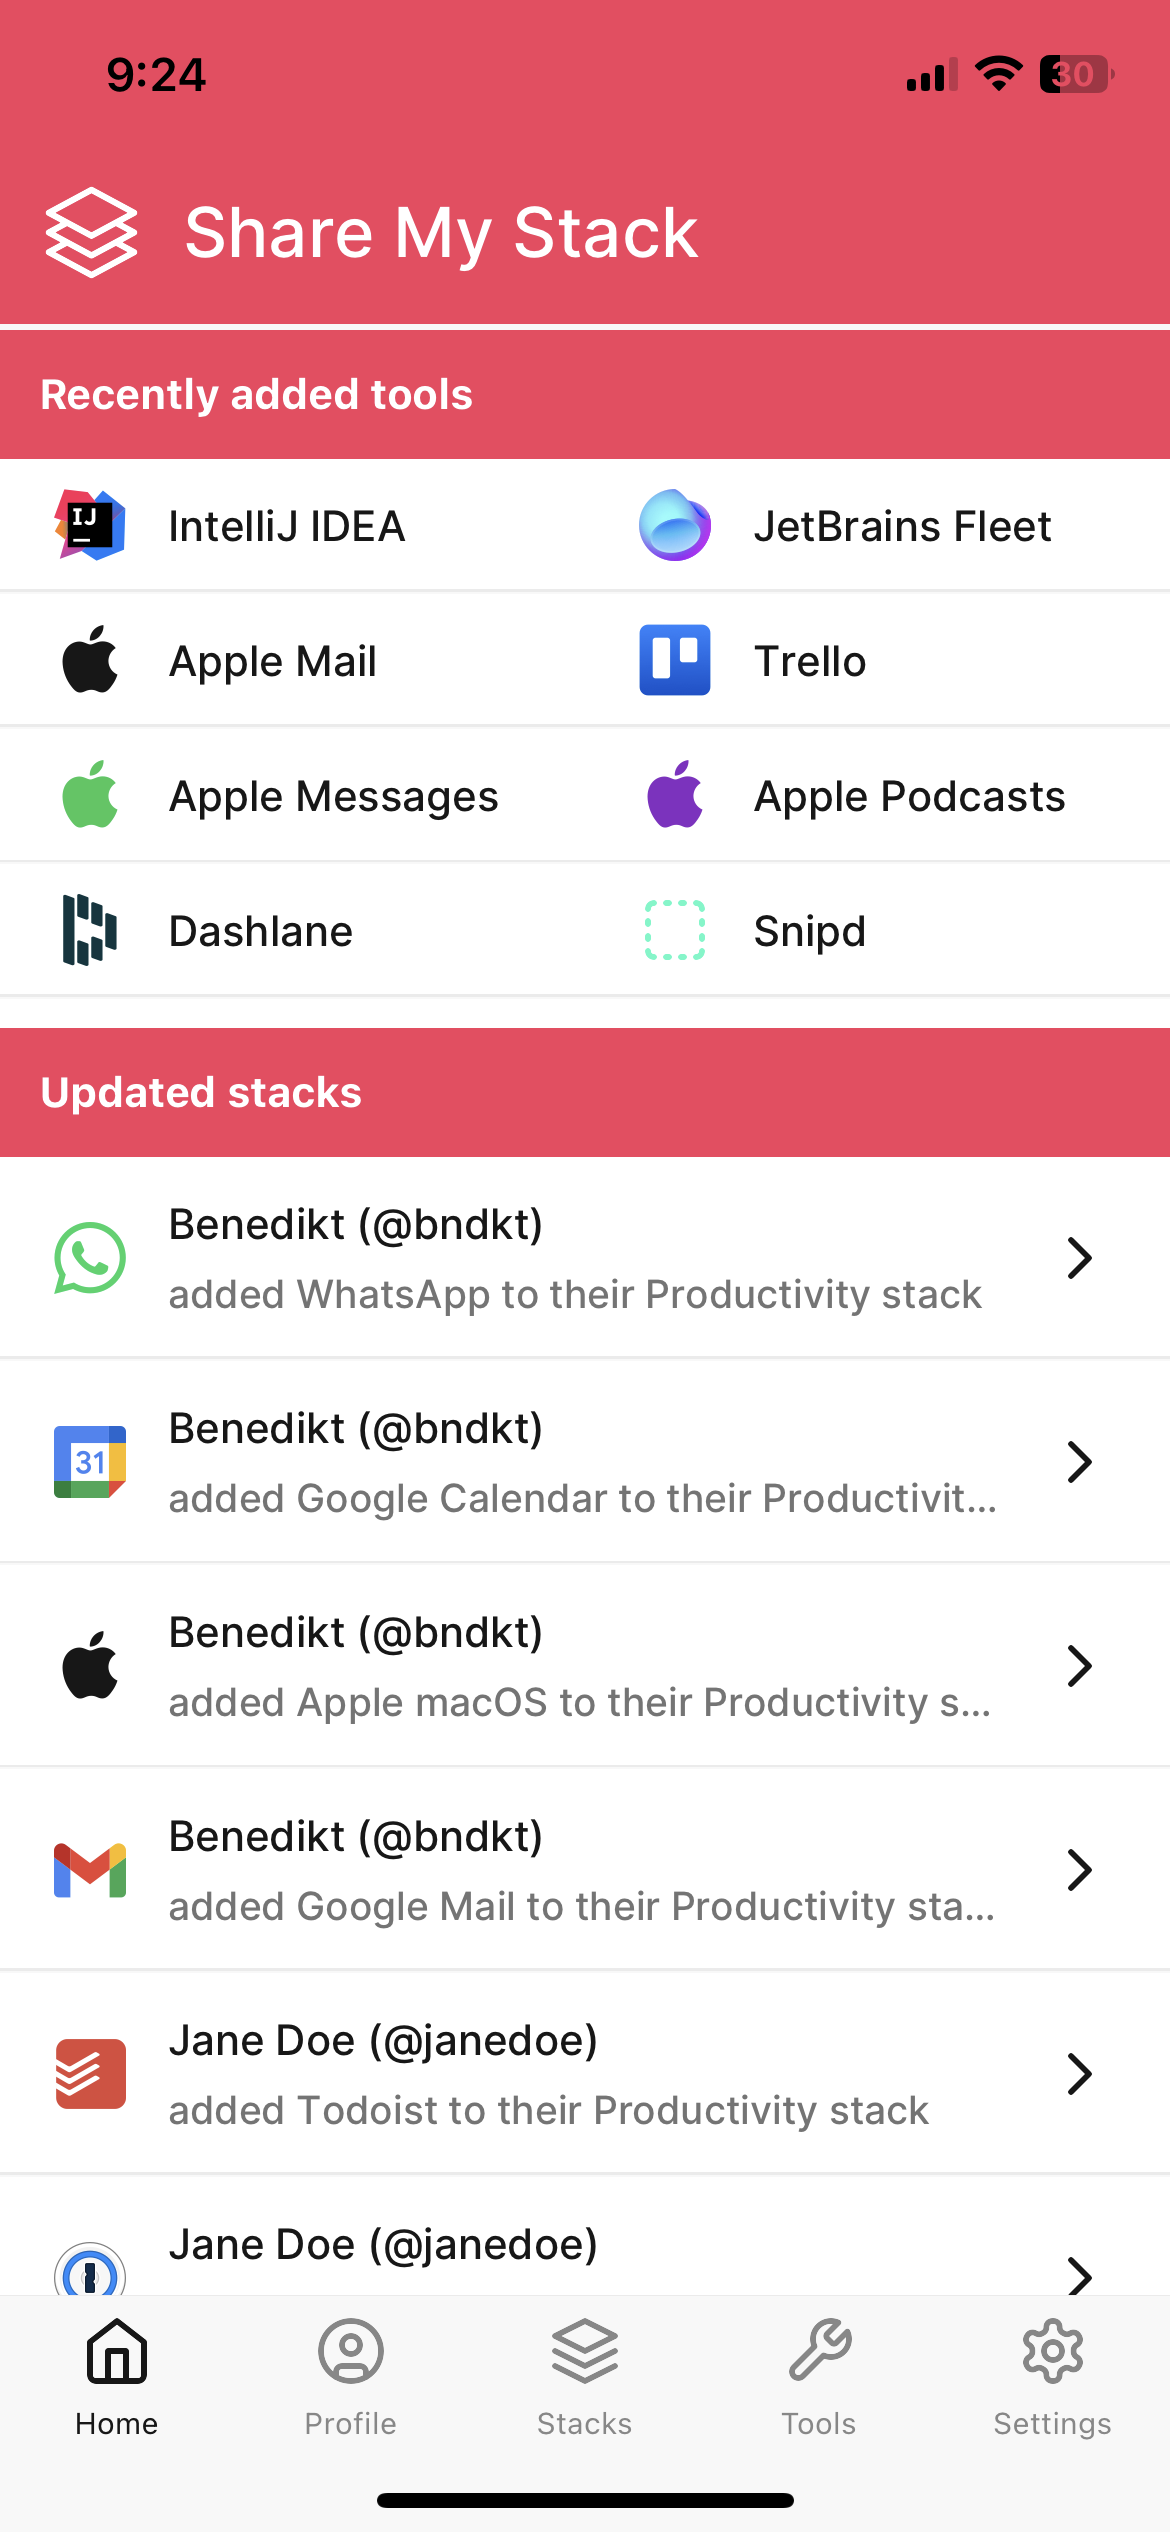 9:24
30
Share My Stack
Recently added tools
IJ
IntelliJ IDEA
JetBrains Fleet
Apple Mail
Trello
Apple Messages
Apple Podcasts
Dashlane
Snipd
Updated stacks
Benedikt (@bndkt)
added WhatsApp to their Productivity stack
Benedikt (@bndkt)
31
added Google Calendar to their Productivit...
Benedikt (@bndkt)
added Apple macOS to their Productivity s...
Benedikt (@bndkt)
added Google Mail to their Productivity sta...
Jane Doe (@janedoe)
added Todoist to their Productivity stack
Jane Doe (@janedoe)
Home
Profile
Stacks
Tools
Settings